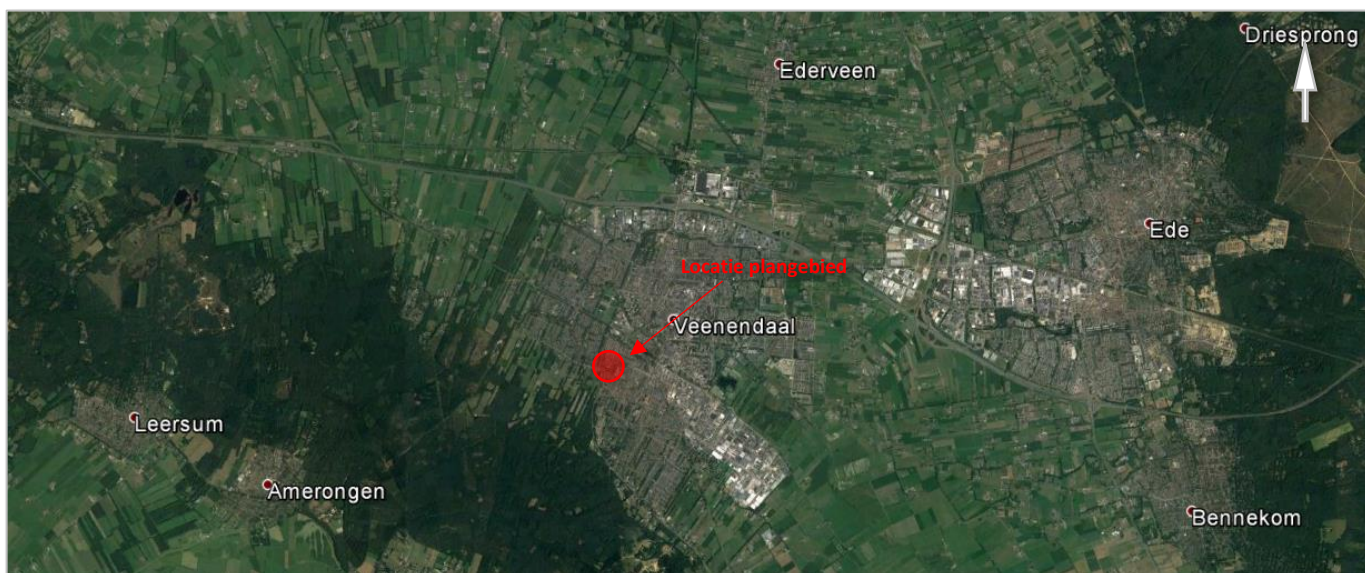 Driesprong
Ederveen
Ede
Locatie plangebied
Veenendaal
Leersum
Amerongen
Bennekom